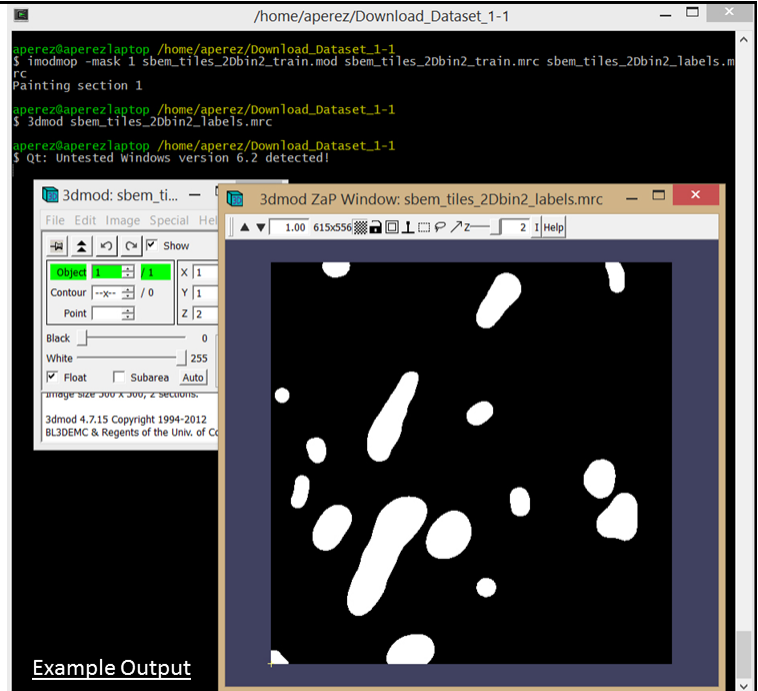 /home/aperez/Download_Dataset_1-1
aperez@aperezlaptop /home/aperez/Download_Dataset_1-1
$ imodmop -mask 1 sbem_tiles_2Dbin2_train.mod sbem_tiles_2Dbin2_train.mrc sbem_tiles_2Dbin2_labels.m
rc
Painting section 1
aperez@aperezlaptop /home/aperez/Download_Dataset_1-1
$ 3dmod sbem_tiles_2Dbin2_labels.mrc
aperez@aperezlaptop /home/aperez/Download_Dataset_1-1
$ Qt: Untested Windows version 6.2 detected!
3dmod: sbem_ti...
File Edit Image Special Hel
Show
Object 1 / 1 X 1
Contour --x-- / 0 Y 1
Point Z 2
Black 0
White 255
Float Subarea Auto
Image size 500 x 500, 2 sections.
3dmod 4.7.15 Copyright 1994-2012
BL3DEMC & Regents of the Univ. of Co
3dmod ZaP Window: sbem_tiles_2Dbin2_labels.mrc
1.00 615x556 Z 2 I Help
Example Output